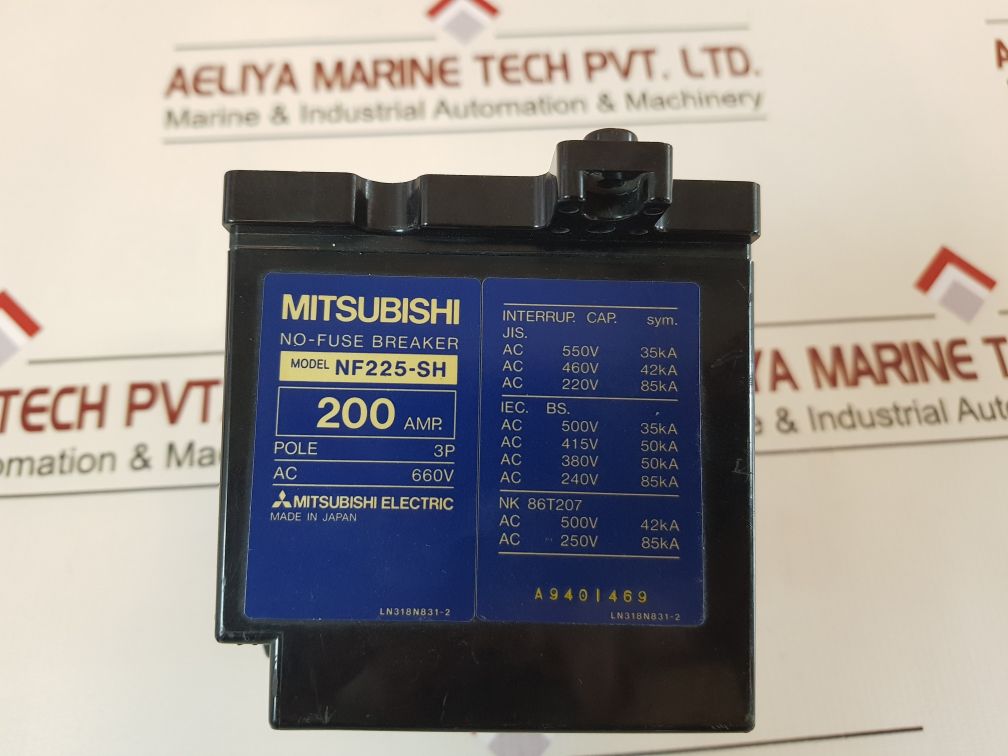 AELIYA MARINE TECH PVT. LTD.
Marine & Industrial Automation & Machinery
TECH PVT
omation & Mac
YA MARINE TE
e & Industrial Auto
MITSUBISHI
NO-FUSE BREAKER
MODEL NF225-SH
200 AMP.
POLE 3P
AC 660V
MITSUBISHI ELECTRIC
MADE IN JAPAN
LN318N831-2
INTERRUP. CAP. sym.
JIS.
AC 550V 35kA
AC 460V 42kA
AC 220V 85kA
IEC. BS.
AC 500V 35kA
AC 415V 50kA
AC 380V 50kA
AC 240V 85kA
NK 86T207
AC 500V 42kA
AC 250V 85kA
A9401469
LN318N831-2